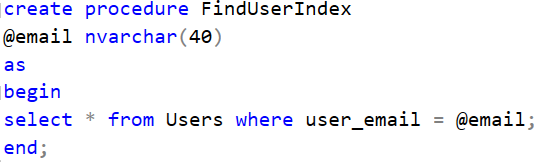 create procedure FindUserIndex
@email nvarchar(40)
as
begin
select * from Users where user_email = @email;
end;